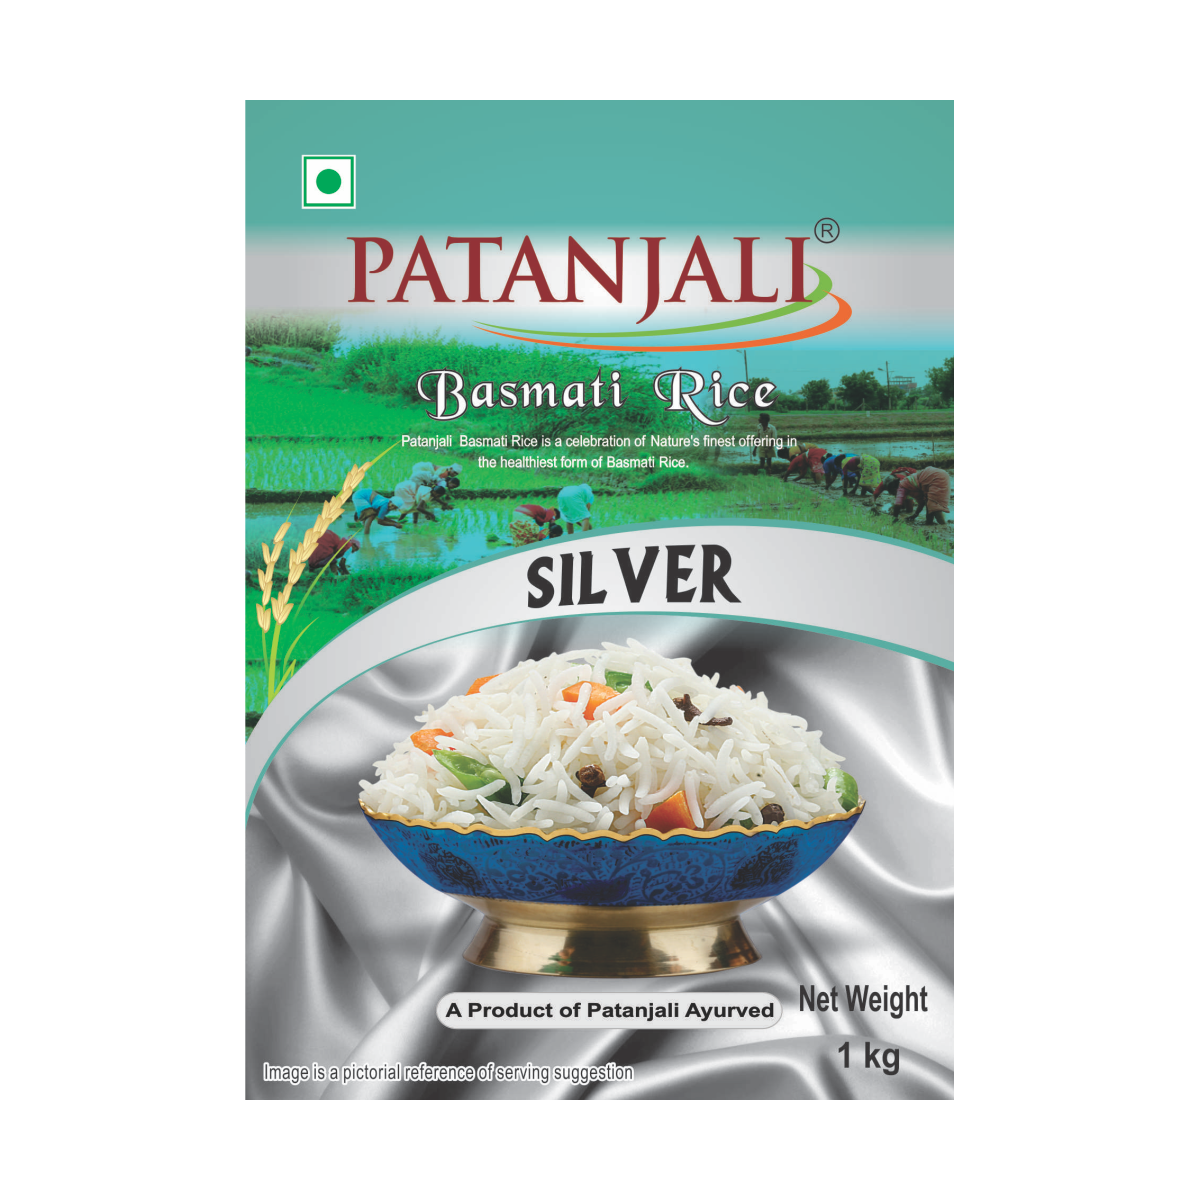 PATANJALI®
Basmati Rice
Patanjali Basmati Rice is a celebration of Nature's finest offering in
the healthiest form of Basmati Rice.
SILVER
A Product of Patanjali Ayurved
Net Weight
1 kg
Image is a pictorial reference of serving suggestion